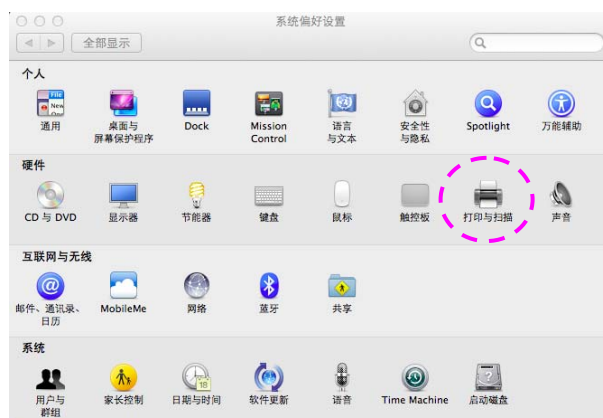 系统偏好设置
全部显示
个人
通用
桌面与
屏幕保护程序
Dock
Mission
Control
语言
与文本
安全性
与隐私
Spotlight
万能辅助
硬件
CD 与 DVD
显示器
节能器
键盘
鼠标
触控板
打印与扫描
声音
互联网与无线
邮件、通讯录、
日历
MobileMe
网络
蓝牙
共享
系统
用户与
群组
家长控制
日期与时间
软件更新
语音
Time Machine
启动磁盘